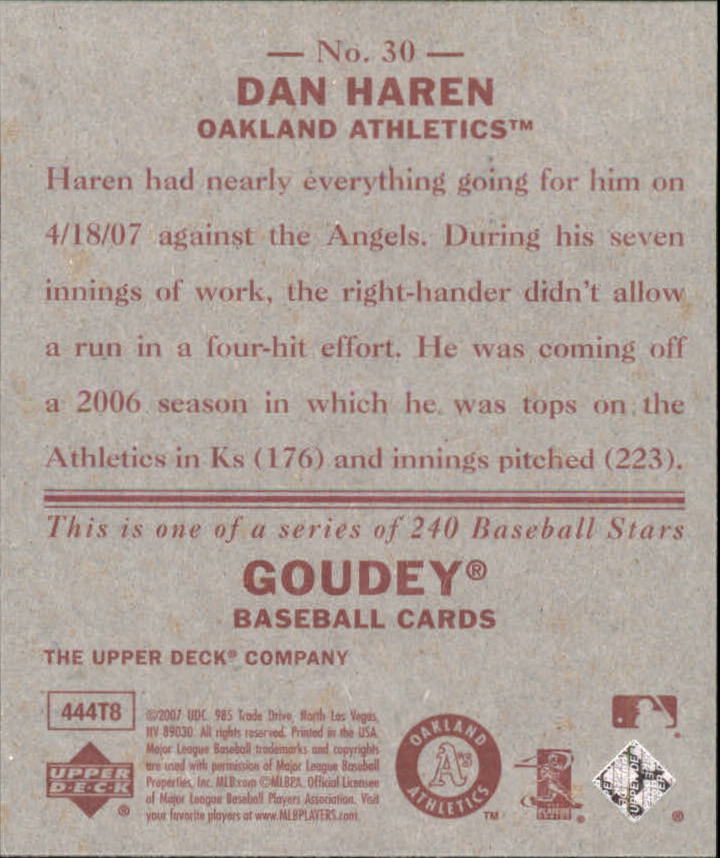 — No. 30 —
DAN HAREN
OAKLAND ATHLETICS™
Haren had nearly everything going for him on
4/18/07 against the Angels. During his seven
innings of work, the right-hander didn't allow
a run in a four-hit effort. He was coming off
a 2006 season in which he was tops on the
Athletics in Ks (176) and innings pitched (223).
This is one of a series of 240 Baseball Stars
GOUDEY®
BASEBALL CARDS
THE UPPER DECK® COMPANY
444T8
©2007 UDC. 985 Trade Drive, North Las Vegas,
NV 89030. All rights reserved. Printed in the USA.
Major League Baseball trademarks and copyrights
are used with permission of Major League Baseball
Properties, Inc. MLB.com ©MLBPA. Official Licensee
of Major League Baseball Players Association. Visit
your favorite players at www.MLBPLAYERS.com.
UPPER
D·E·C·K
®
OAKLAND
A's
ATHLETICS
TM
®
®
®
UPPER DE